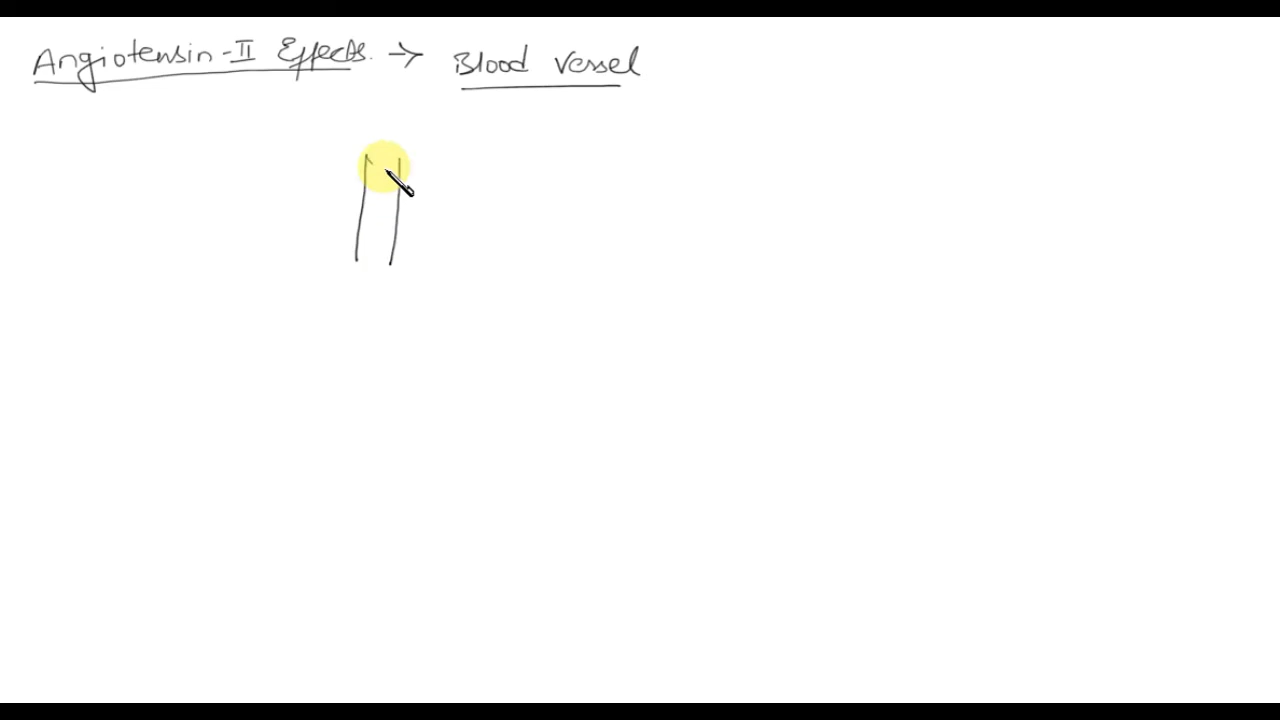 Angiotensin-II Effects. → Blood Vessel